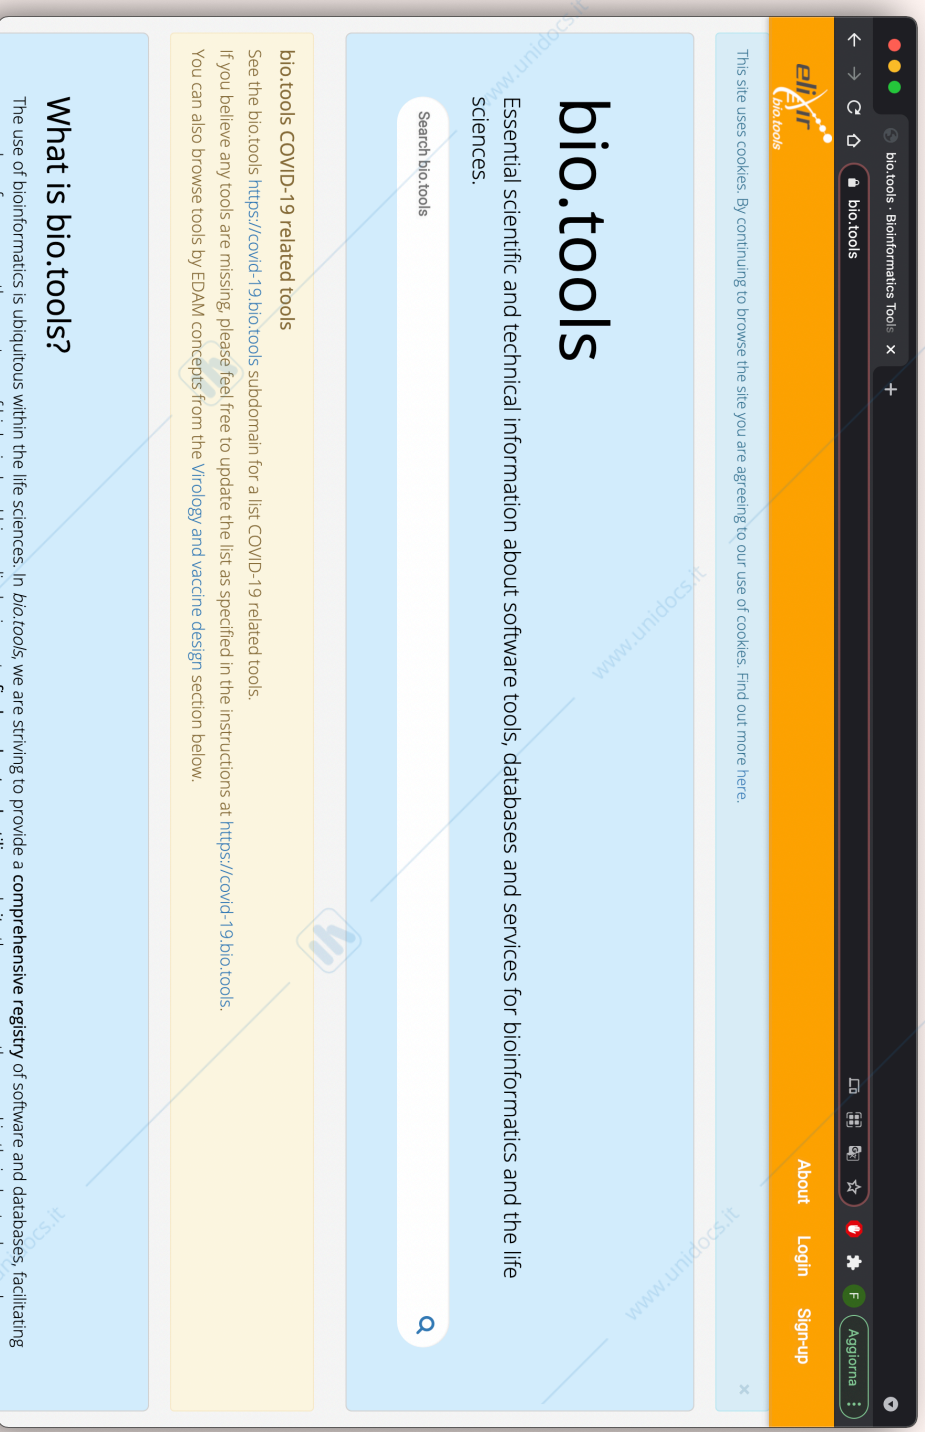 bio.tools · Bioinformatics Tools
bio.tools
Aggiorna
elixir
bio.tools
About Login Sign-up
This site uses cookies. By continuing to browse the site you are agreeing to our use of cookies. Find out more here.
bio.tools
Essential scientific and technical information about software tools, databases and services for bioinformatics and the life
sciences.
Search bio.tools
bio.tools COVID-19 related tools
See the bio.tools https://covid-19.bio.tools subdomain for a list COVID-19 related tools.
If you believe any tools are missing, please feel free to update the list as specified in the instructions at https://covid-19.bio.tools.
You can also browse tools by EDAM concepts from the Virology and vaccine design section below.
What is bio.tools?
The use of bioinformatics is ubiquitous within the life sciences. In bio.tools, we are striving to provide a comprehensive registry of software and databases, facilitating
www.unidocs.it
www.unidocs.it
www.unidocs.it